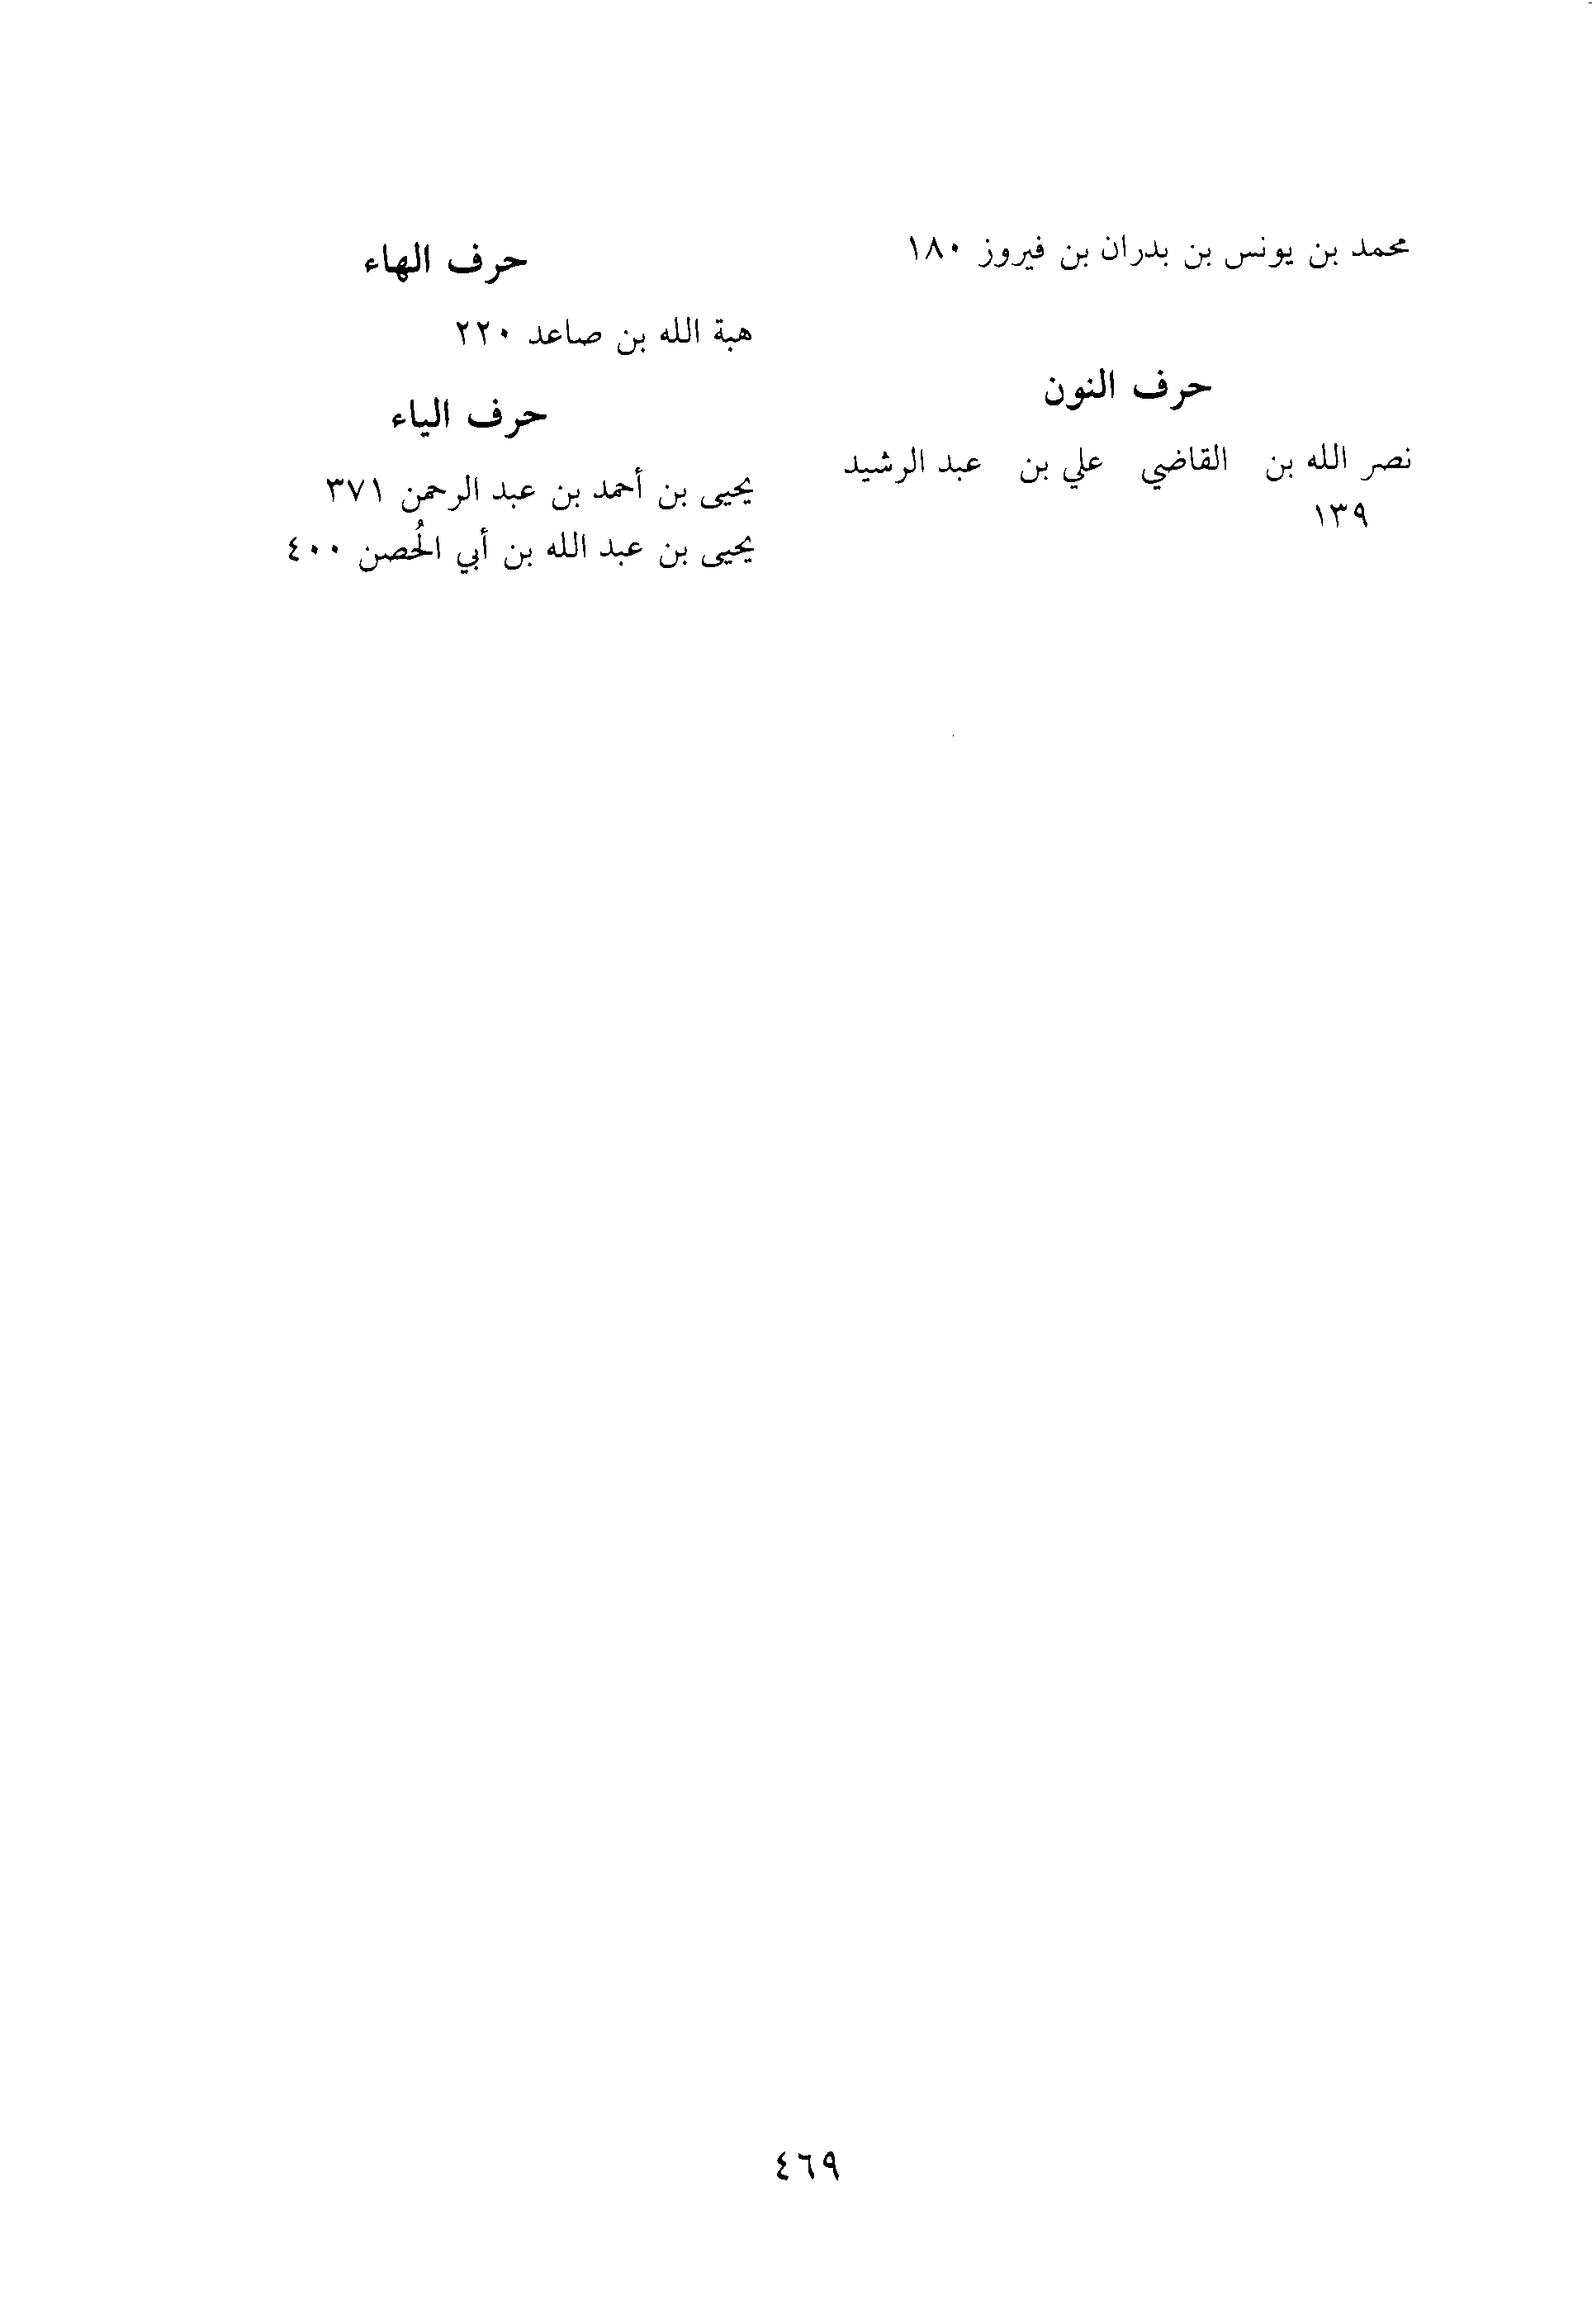 محمد بن يونس بن بدران بن فيروز ١٨٠
حرف النون
نصر الله بن القاضي علي بن عبد الرشيد
١٣٩
حرف الهاء
هبة الله بن صاعد ٢٢٠
حرف الياء
يحيى بن أحمد بن عبد الرحمن ٣٧١
يحيى بن عبد الله بن أبي الحُصن ٤٠٠
٤٦٩